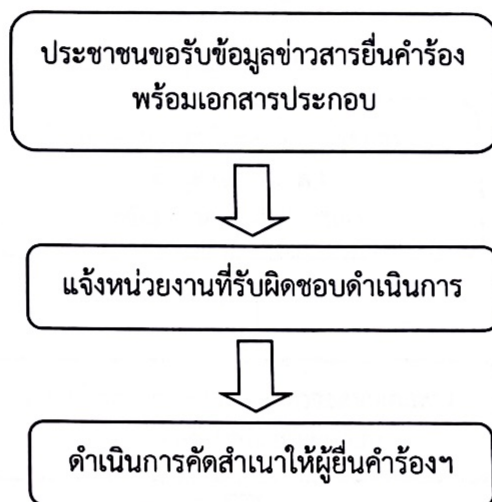 ประชาชนขอรับข้อมูลข่าวสารยื่นคำร้อง
พร้อมเอกสารประกอบ
แจ้งหน่วยงานที่รับผิดชอบดำเนินการ
ดำเนินการคัดสำเนาให้ผู้ยื่นคำร้องฯ